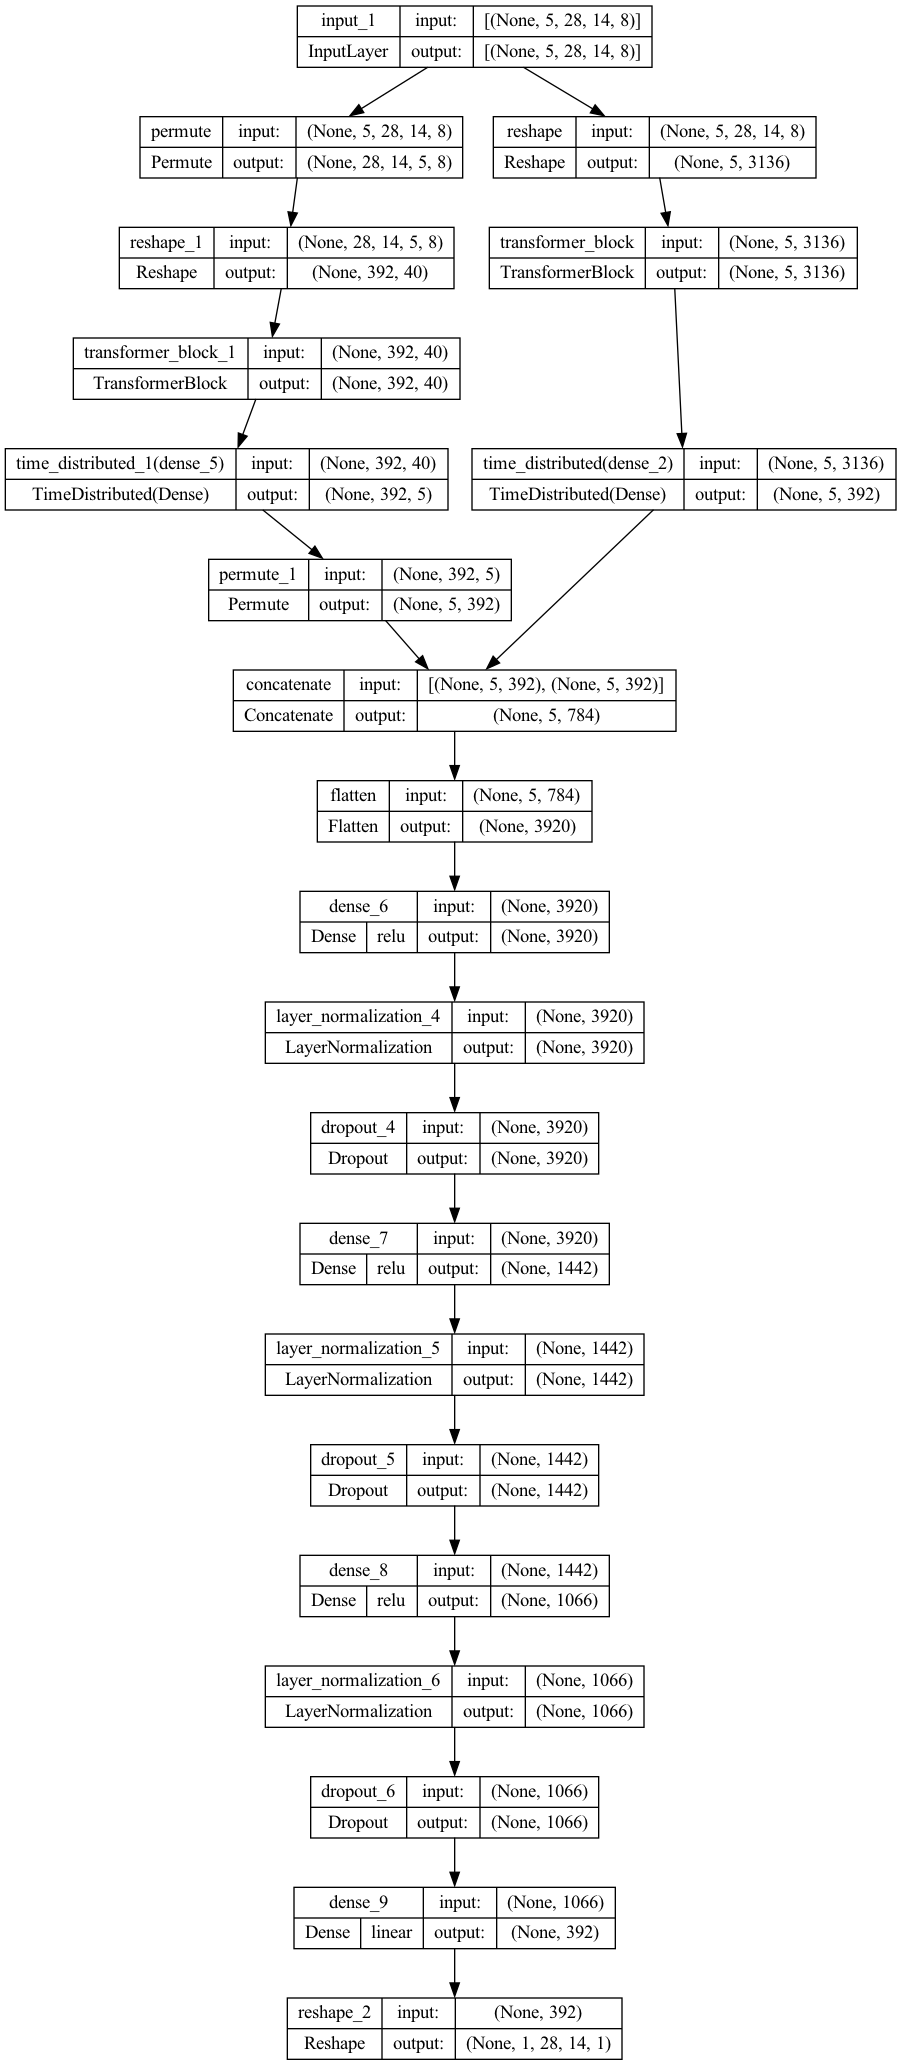 input_1 input: [(None, 5, 28, 14, 8)]
InputLayer output: [(None, 5, 28, 14, 8)]
permute input: (None, 5, 28, 14, 8)
Permute output: (None, 28, 14, 5, 8)
reshape input: (None, 5, 28, 14, 8)
Reshape output: (None, 5, 3136)
reshape_1 input: (None, 28, 14, 5, 8)
Reshape output: (None, 392, 40)
transformer_block input: (None, 5, 3136)
TransformerBlock output: (None, 5, 3136)
transformer_block_1 input: (None, 392, 40)
TransformerBlock output: (None, 392, 40)
time_distributed_1(dense_5) input: (None, 392, 40)
TimeDistributed(Dense) output: (None, 392, 5)
time_distributed(dense_2) input: (None, 5, 3136)
TimeDistributed(Dense) output: (None, 5, 392)
permute_1 input: (None, 392, 5)
Permute output: (None, 5, 392)
concatenate input: [(None, 5, 392), (None, 5, 392)]
Concatenate output: (None, 5, 784)
flatten input: (None, 5, 784)
Flatten output: (None, 3920)
dense_6 input: (None, 3920)
Dense relu output: (None, 3920)
layer_normalization_4 input: (None, 3920)
LayerNormalization output: (None, 3920)
dropout_4 input: (None, 3920)
Dropout output: (None, 3920)
dense_7 input: (None, 3920)
Dense relu output: (None, 1442)
layer_normalization_5 input: (None, 1442)
LayerNormalization output: (None, 1442)
dropout_5 input: (None, 1442)
Dropout output: (None, 1442)
dense_8 input: (None, 1442)
Dense relu output: (None, 1066)
layer_normalization_6 input: (None, 1066)
LayerNormalization output: (None, 1066)
dropout_6 input: (None, 1066)
Dropout output: (None, 1066)
dense_9 input: (None, 1066)
Dense linear output: (None, 392)
reshape_2 input: (None, 392)
Reshape output: (None, 1, 28, 14, 1)